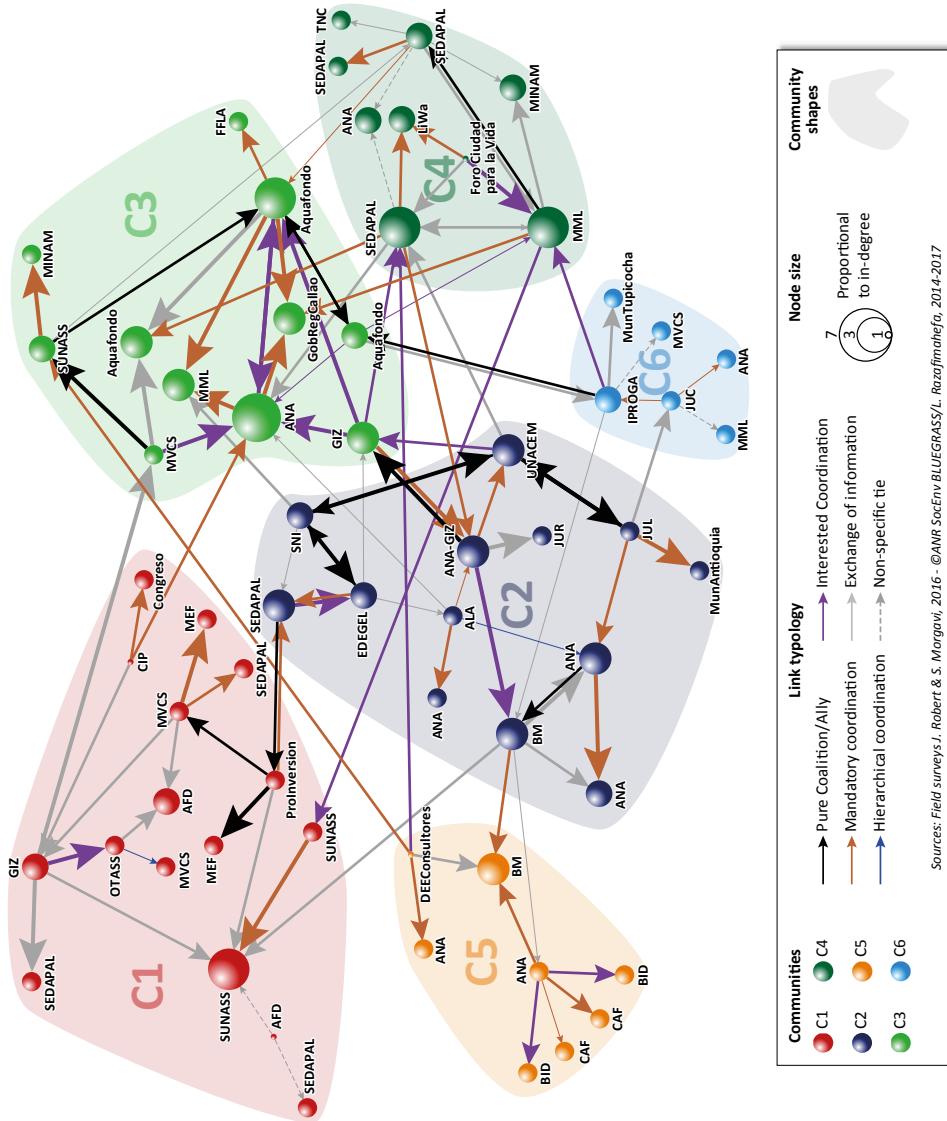 C1
SEDAPAL
GIZ
OTASS
MVCS
AFD
MVCS
CIP
Congreso
MEF
SEDAPAL
MEF
ProInversion
SUNASS
SUNASS
AFD
SEDAPAL
C3
MVCS
SUNASS
MINAM
Aquafondo
MML
ANA
GobRegCallao
Aquafondo
FFLA
Aquafondo
GIZ
C2
SEDAPAL
SNI
EDEGEL
ALA
ANA
ANA-GIZ
UNACEM
JUR
BM
ANA
ANA
JUL
MunAntioquia
C4
SEDAPAL
TNC
SEDAPAL
ANA
LiWa
SEDAPAL
MINAM
Foro Ciudad
para la Vida
MML
C5
DEEConsultores
ANA
BM
ANA
BID
CAF
CAF
BID
C6
IPROGA
MunTupicocha
MVCS
JUC
MML
ANA
Communities
C1
C4
C2
C5
C3
C6
Link typology
Pure Coalition/Ally
Interested Coordination
Mandatory coordination
Exchange of information
Hierarchical coordination
Non-specific tie
Node size
7
3
1
0
Proportional
to in-degree
Community
shapes
Sources: Field surveys J. Robert & S. Morgavi, 2016 - ©ANR SocEnv BLUEGRASS/L. Razafimahefa, 2014-2017